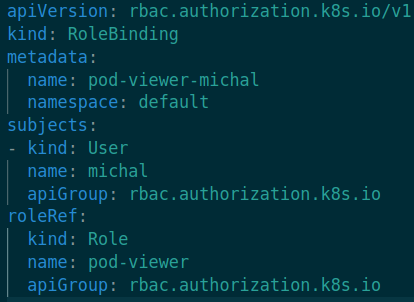 apiVersion: rbac.authorization.k8s.io/v1
kind: RoleBinding
metadata:
  name: pod-viewer-michal
  namespace: default
subjects:
- kind: User
  name: michal
  apiGroup: rbac.authorization.k8s.io
roleRef:
  kind: Role
  name: pod-viewer
  apiGroup: rbac.authorization.k8s.io